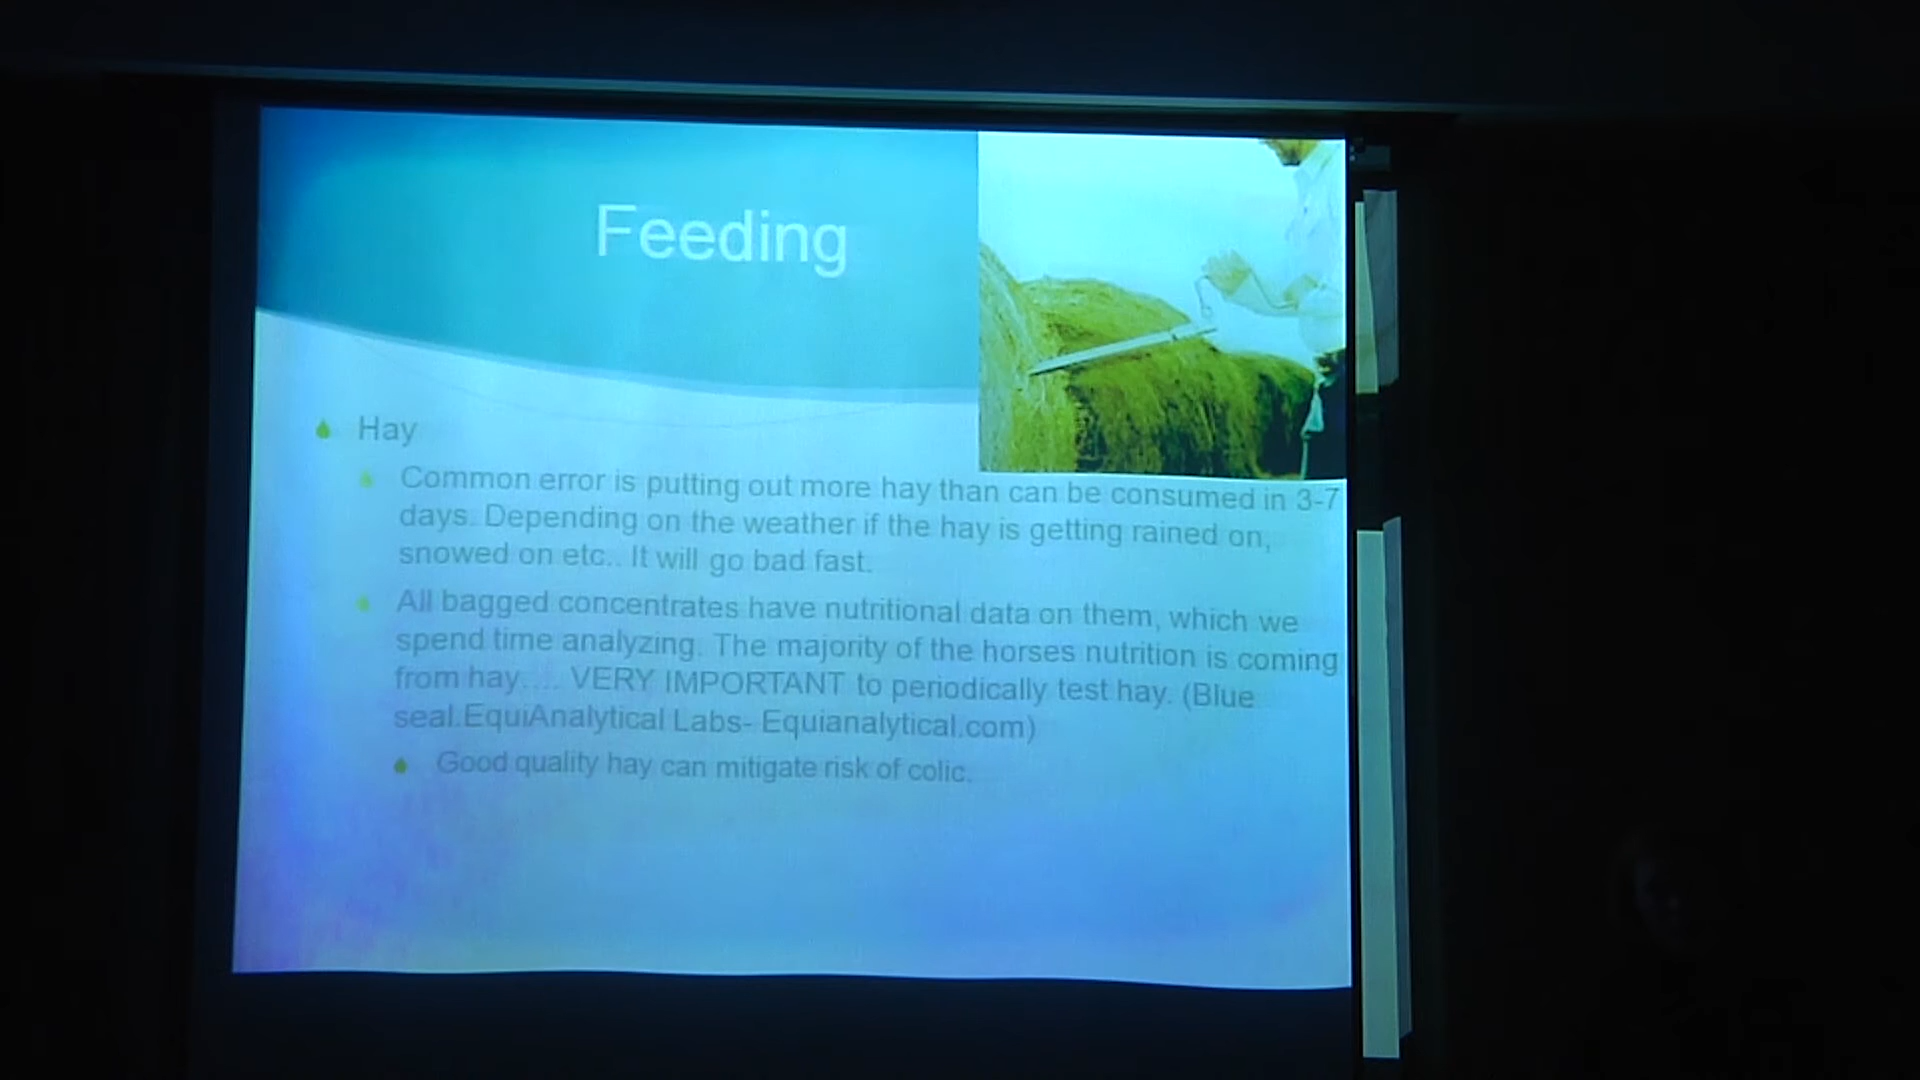 Feeding
Hay
Common error is putting out more hay than can be consumed in 3-7
days. Depending on the weather if the hay is getting rained on,
snowed on etc.. It will go bad fast.
All bagged concentrates have nutritional data on them, which we
spend time analyzing. The majority of the horses nutrition is coming
from hay.... VERY IMPORTANT to periodically test hay. (Blue
seal.EquiAnalytical Labs- Equianalytical.com)
Good quality hay can mitigate risk of colic.